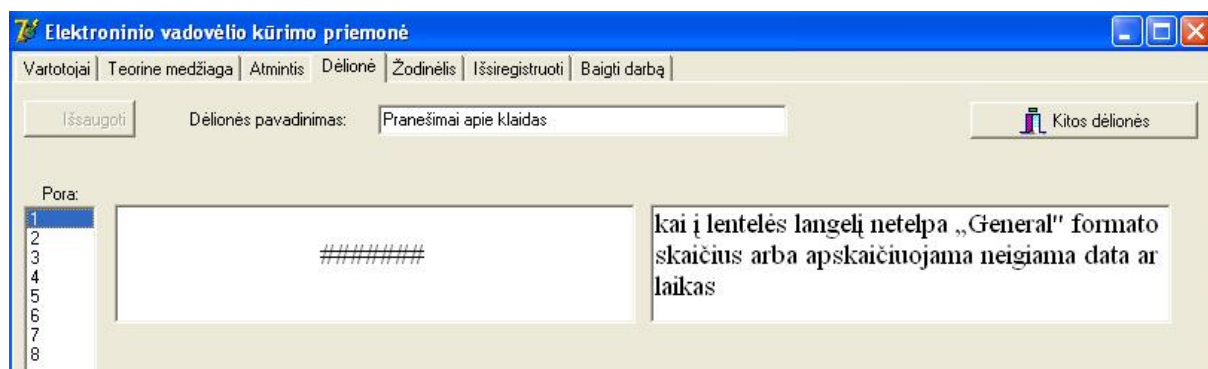 Elektroninio vadovėlio kūrimo priemonė
Vartotojai Teorine medžiaga Atmintis Dėlionė Žodinėlis Išsiregistruoti Baigti darbą
Išsaugoti Dėlionės pavadinimas: Pranešimai apie klaidas Kitos dėlionės
Pora:
1
2
3
4
5
6
7
8
#######
kai į lentelės langelį netelpa „General" formato
skaičius arba apskaičiuojama neigiama data ar
laikas